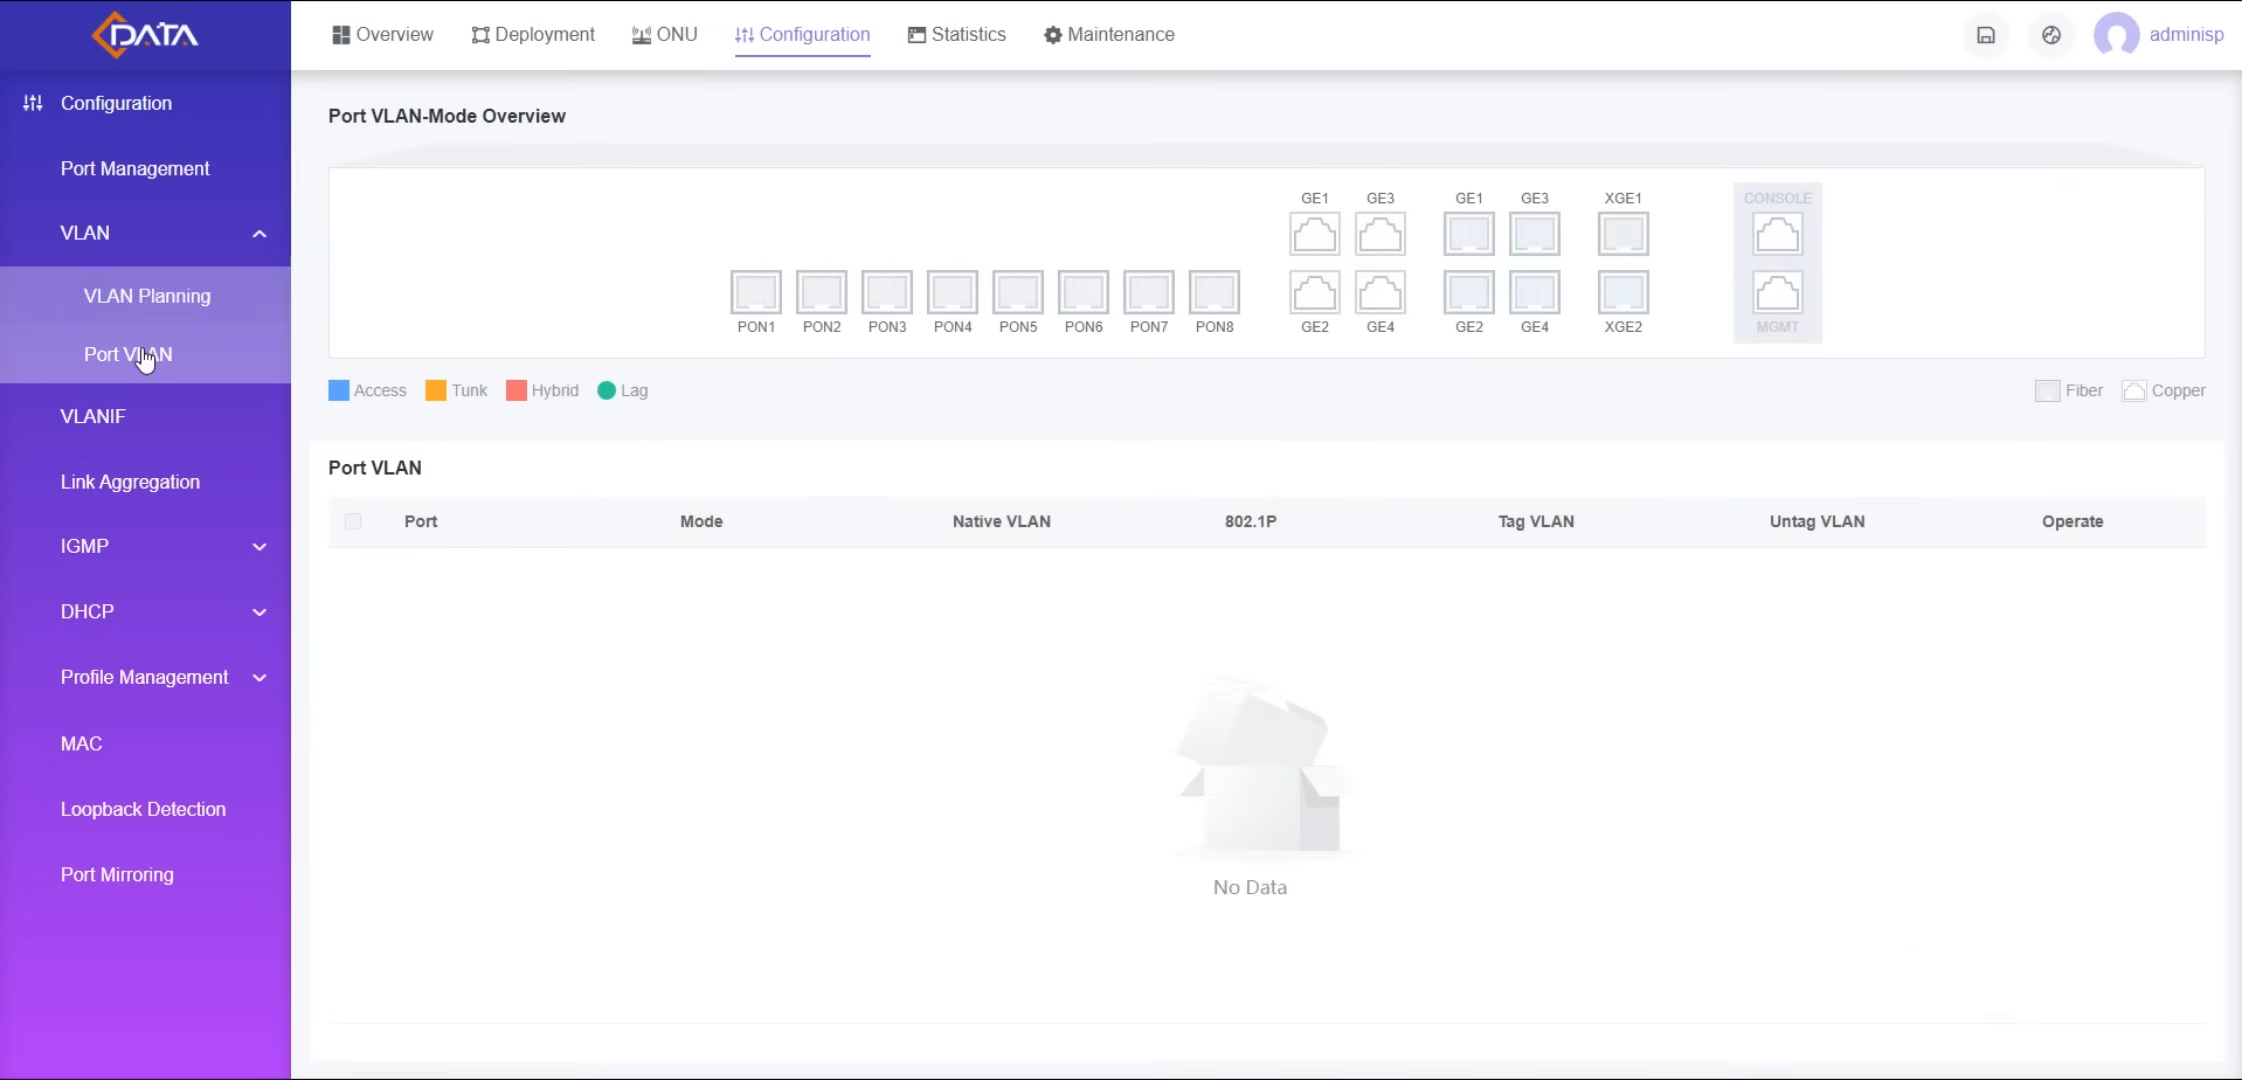 DATA
Overview
Deployment
ONU
Configuration
Statistics
Maintenance
adminisp
Configuration
Port Management
VLAN
VLAN Planning
Port VLAN
VLANIF
Link Aggregation
IGMP
DHCP
Profile Management
MAC
Loopback Detection
Port Mirroring
Port VLAN-Mode Overview
GE1 GE3 GE1 GE3 XGE1 CONSOLE
PON1 PON2 PON3 PON4 PON5 PON6 PON7 PON8 GE2 GE4 GE2 GE4 XGE2 MGMT
Access Tunk Hybrid Lag
Fiber Copper
Port VLAN
Port Mode Native VLAN 802.1P Tag VLAN Untag VLAN Operate
No Data